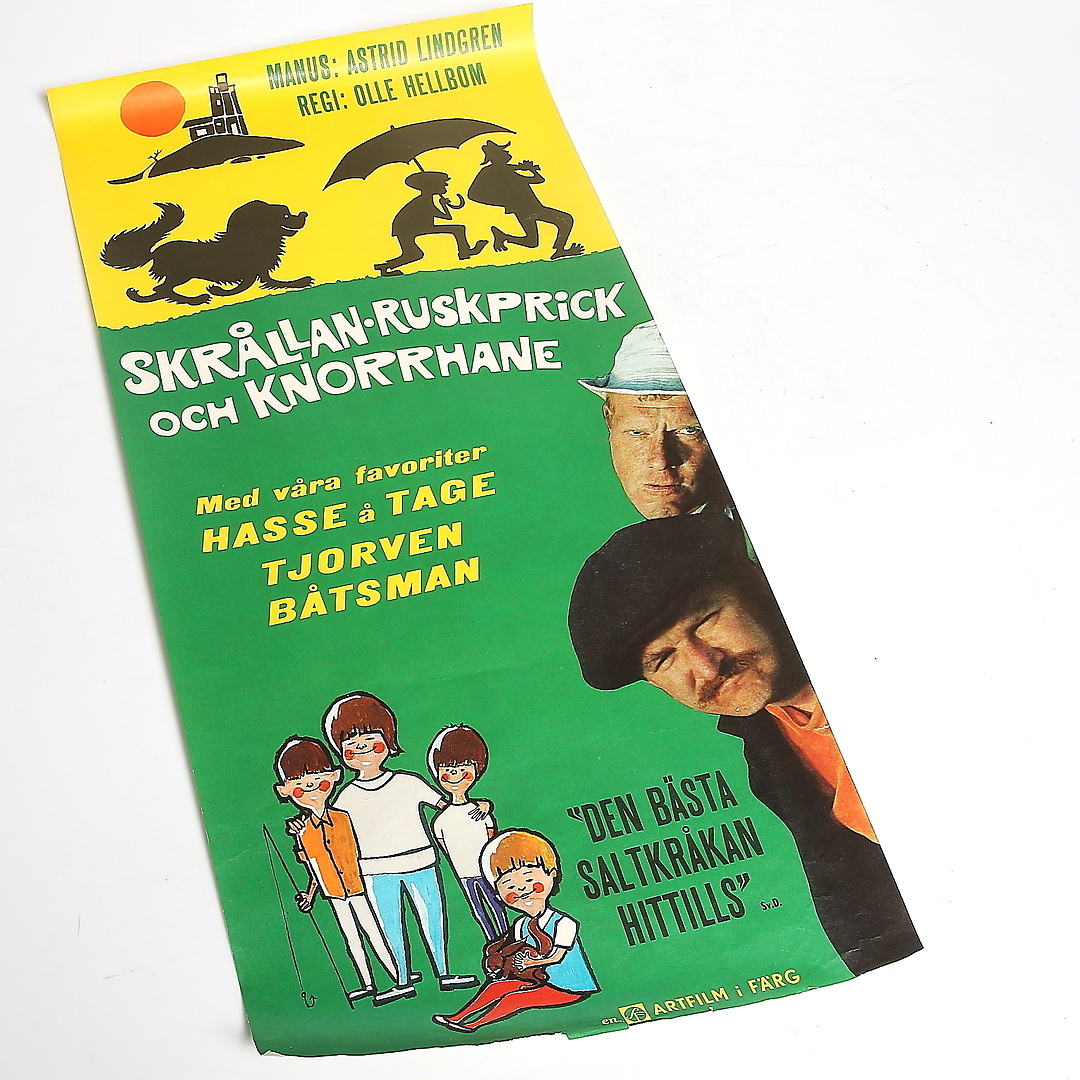 MANUS: ASTRID LINDGREN
REGI: OLLE HELLBOM
SKRÅLLAN·RUSKPRiCK
OCH KNORRHANE
Med våra favoriter
HASSE å TAGE
TJORVEN
BÅTSMAN
"DEN BÄSTA
SALTKRÅKAN
HITTILLS" Sv.D.
en ARTFILM i FÄRG